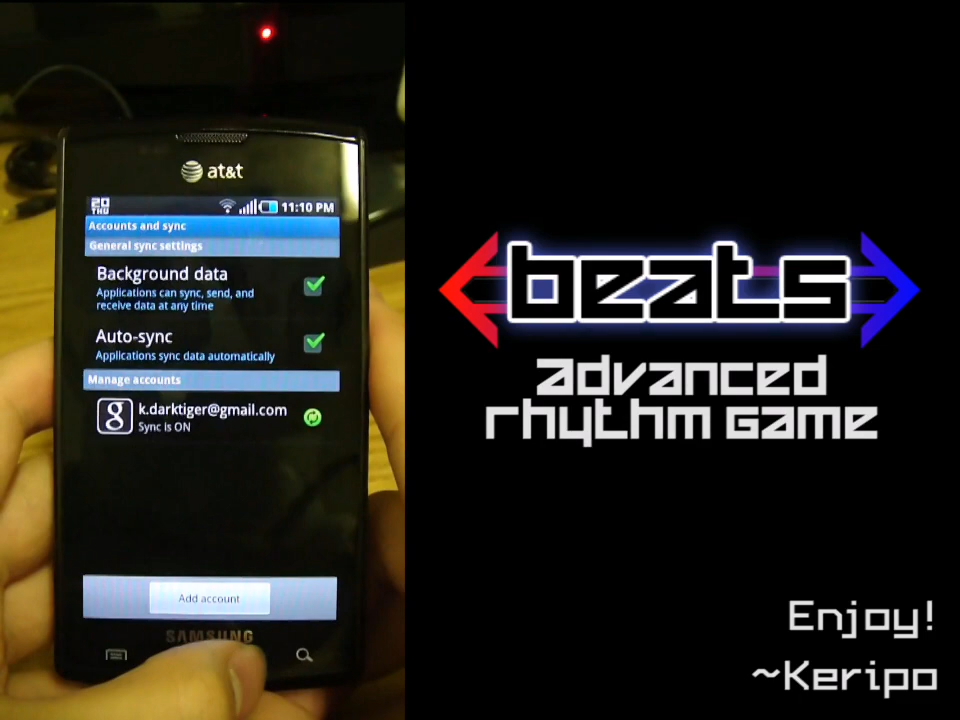 at&t
20
THU
11:10 PM
Accounts and sync
General sync settings
Background data
Applications can sync, send, and
receive data at any time
Auto-sync
Applications sync data automatically
Manage accounts
g
k.darktiger@gmail.com
Sync is ON
Add account
SAMSUNG
beats
advanced
rhythm game
Enjoy!
~Keripo